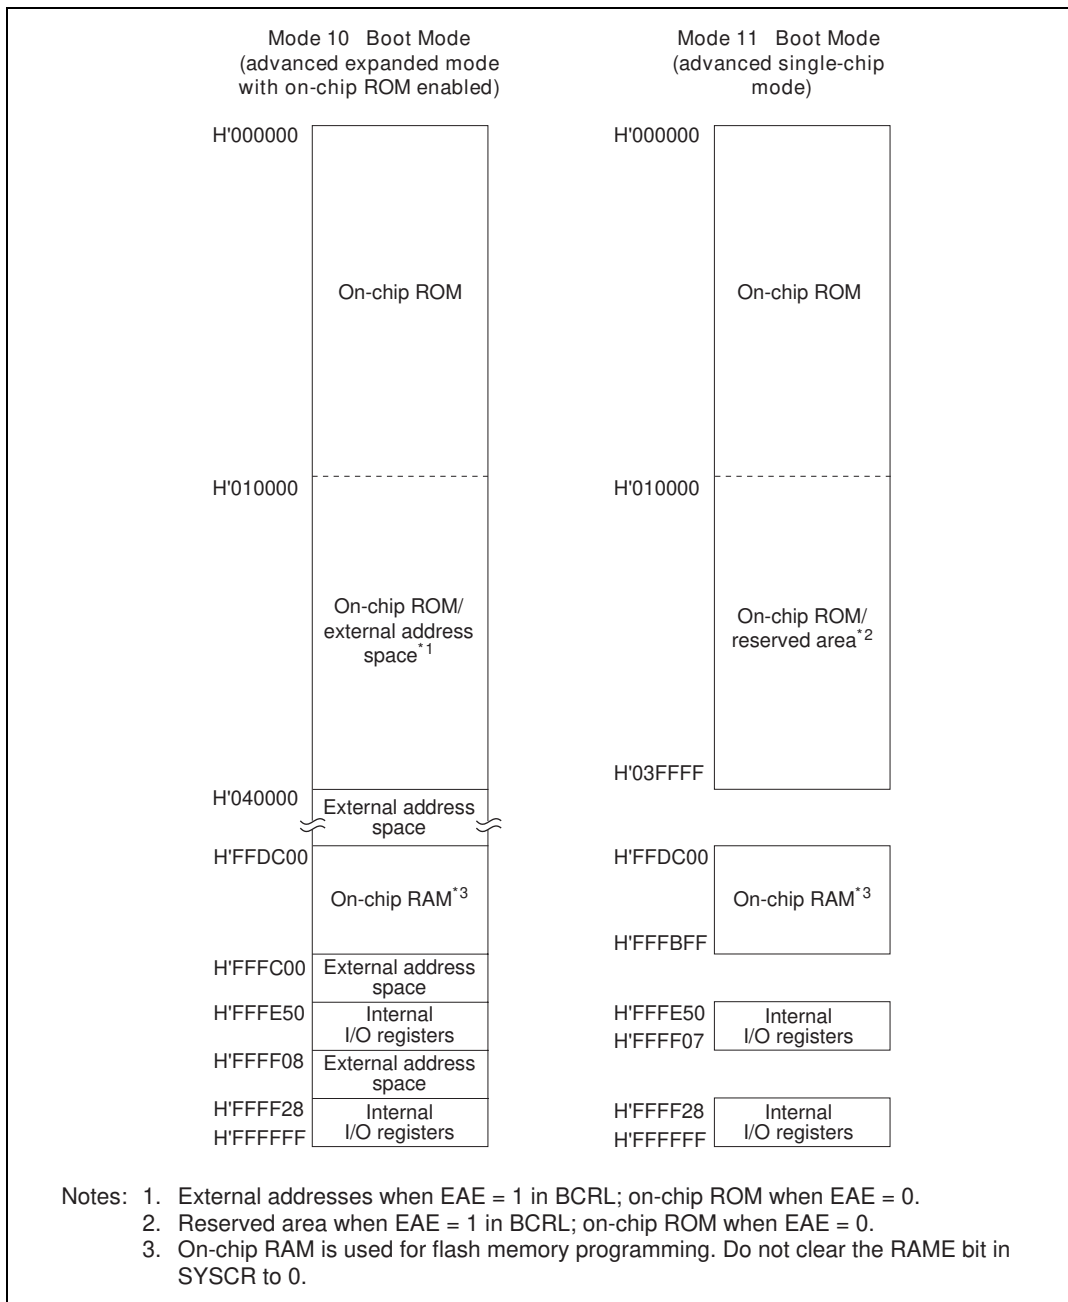 Mode 10 Boot Mode
(advanced expanded mode
with on-chip ROM enabled)
H'000000
On-chip ROM
H'010000
On-chip ROM/
external address
space*1
H'040000
External address
space
H'FFDC00
On-chip RAM*3
H'FFFC00
External address
space
H'FFFE50
Internal
I/O registers
H'FFFF08
External address
space
H'FFFF28
Internal
I/O registers
H'FFFFFF
Mode 11 Boot Mode
(advanced single-chip
mode)
H'000000
On-chip ROM
H'010000
On-chip ROM/
reserved area*2
H'03FFFF
H'FFDC00
On-chip RAM*3
H'FFFBFF
H'FFFE50
Internal
I/O registers
H'FFFF07
H'FFFF28
Internal
I/O registers
H'FFFFFF
Notes: 1. External addresses when EAE = 1 in BCRL; on-chip ROM when EAE = 0.
2. Reserved area when EAE = 1 in BCRL; on-chip ROM when EAE = 0.
3. On-chip RAM is used for flash memory programming. Do not clear the RAME bit in
SYSCR to 0.